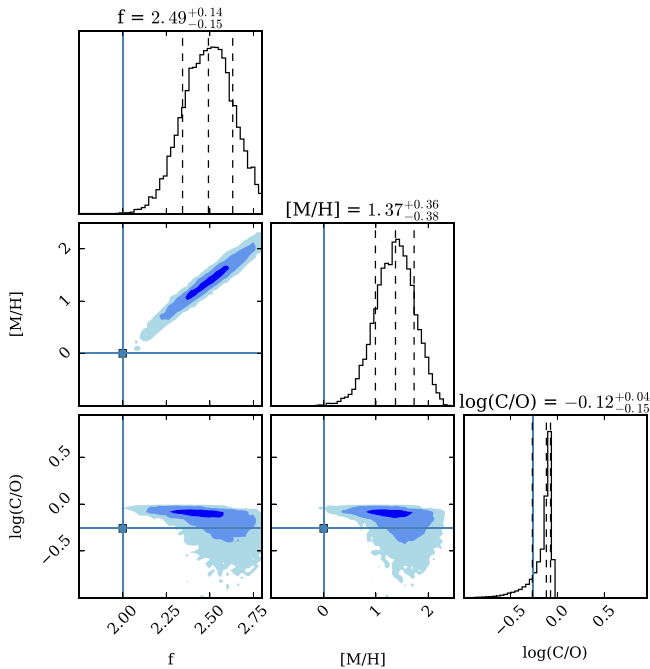 f = 2.49^{+0.14}_{-0.15}
[M/H] = 1.37^{+0.36}_{-0.38}
2
1
0
[M/H]
log(C/O) = −0.12^{+0.04}_{-0.15}
0.5
0.0
−0.5
log(C/O)
2.00 2.25 2.50 2.75
f
0 1 2
[M/H]
−0.5 0.0 0.5
log(C/O)